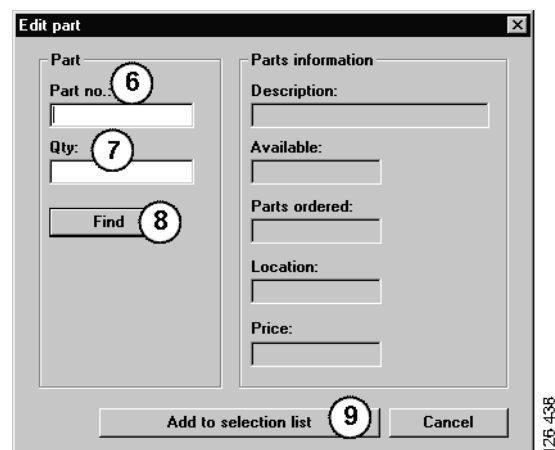 Edit part
Part
Part no.:
6
Qty:
7
Find
8
Parts information
Description:
Available:
Parts ordered:
Location:
Price:
Add to selection list
9
Cancel
126 438